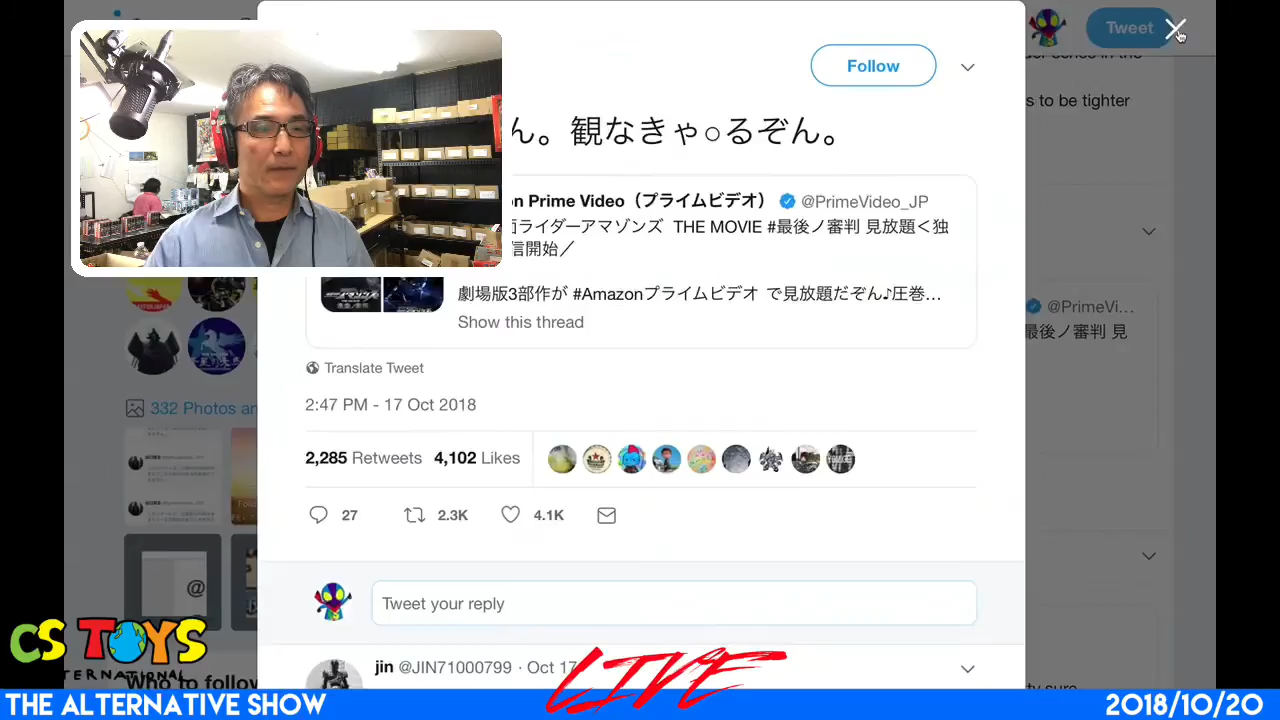 Tweet
Follow
s to be tighter
ん。観なきゃ○るぞん。
on Prime Video（プライムビデオ） @PrimeVideo_JP
面ライダーアマゾンズ THE MOVIE #最後ノ審判 見放題く独
信開始／
劇場版3部作が #Amazonプライムビデオ で見放題だぞん♪圧巻…
Show this thread
@PrimeVi...
最後ノ審判 見
Translate Tweet
2:47 PM - 17 Oct 2018
332 Photos an
2,285 Retweets 4,102 Likes
27 2.3K 4.1K
@
Tweet your reply
jin @JIN71000799 · Oct 17
CS TOYS
TERNATIONAL
Who to follow
LIVE
THE ALTERNATIVE SHOW
2018/10/20